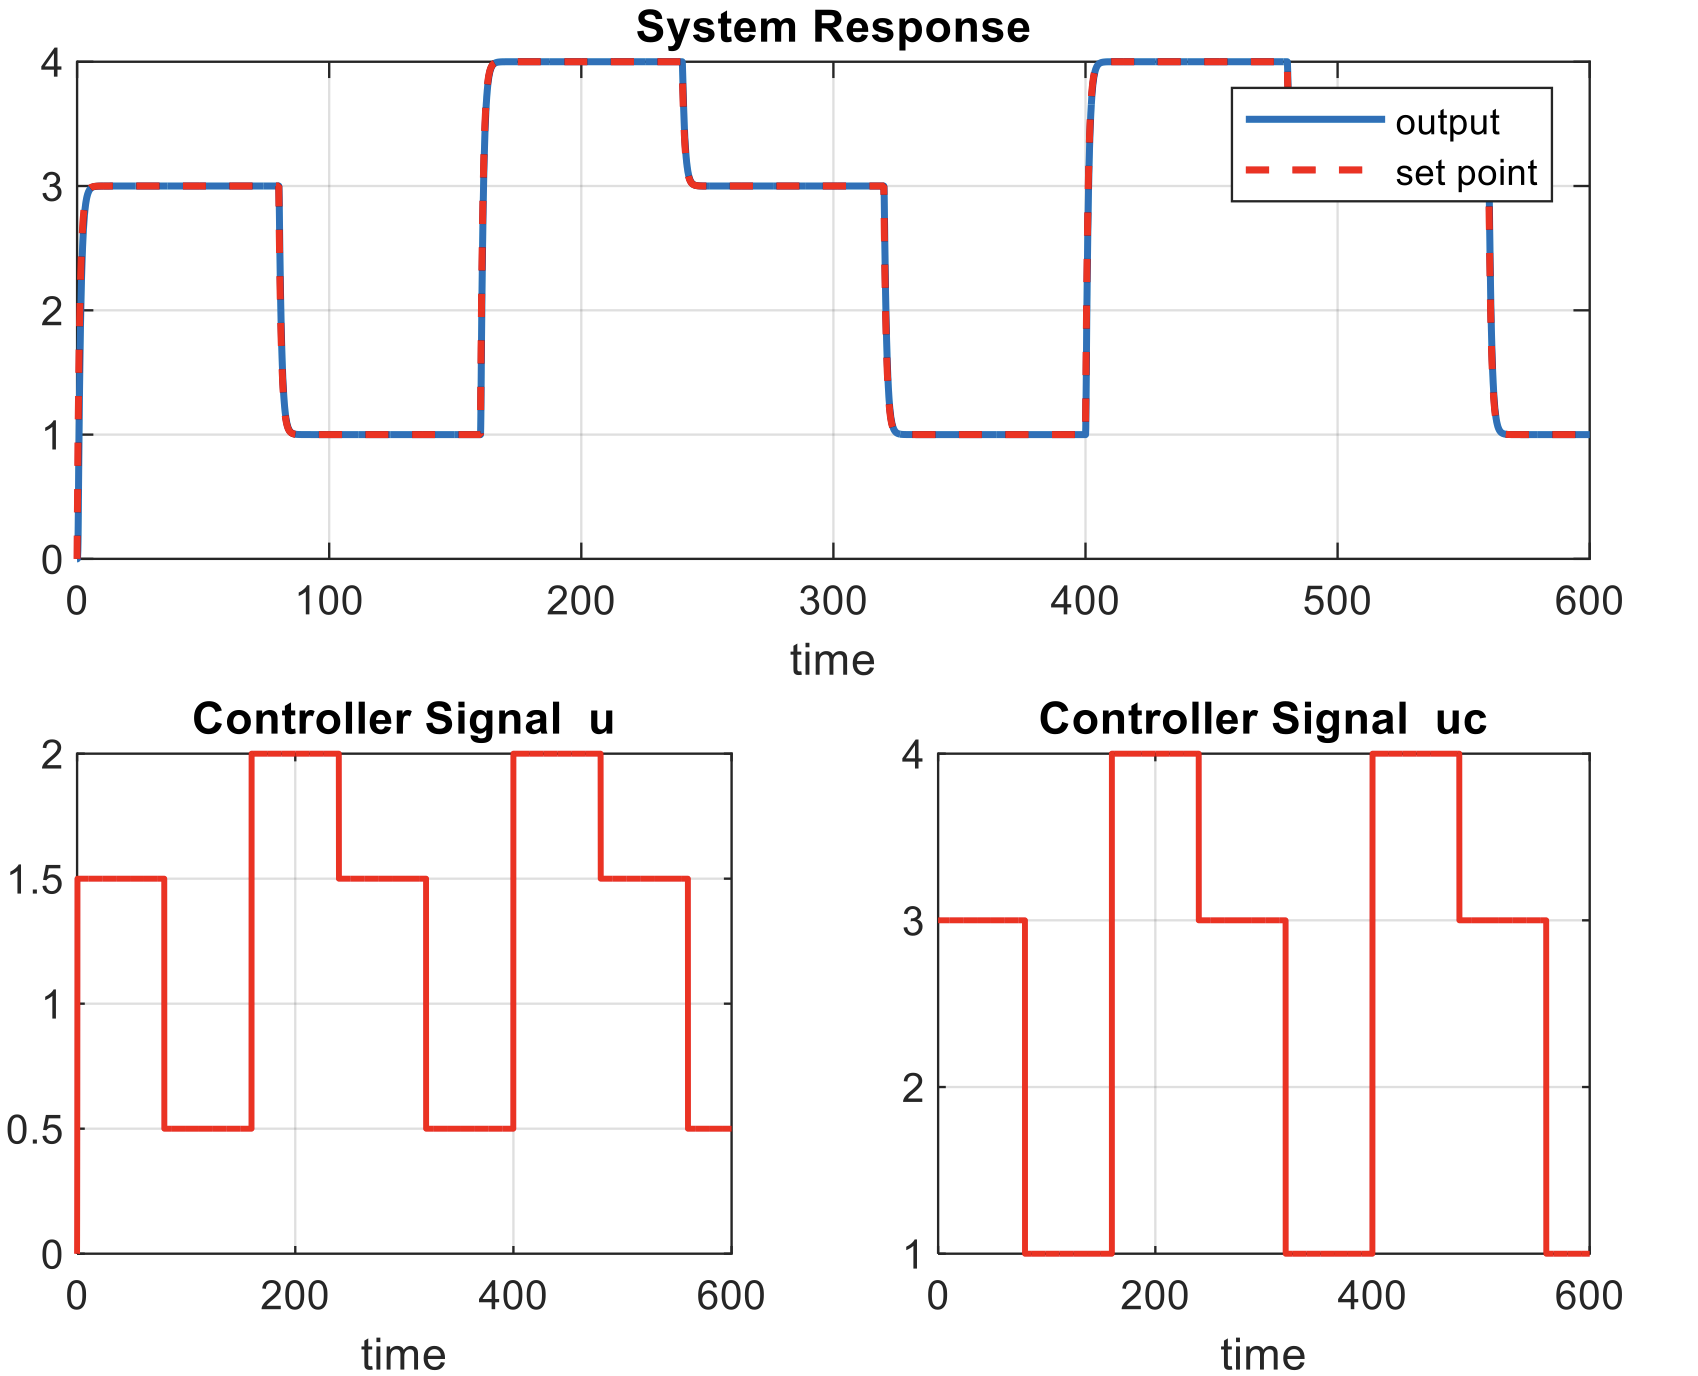 System Response
4
3
2
1
0
output
set point
0 100 200 300 400 500 600
time
Controller Signal u
2
1.5
1
0.5
0
0 200 400 600
time
Controller Signal uc
4
3
2
1
0 200 400 600
time